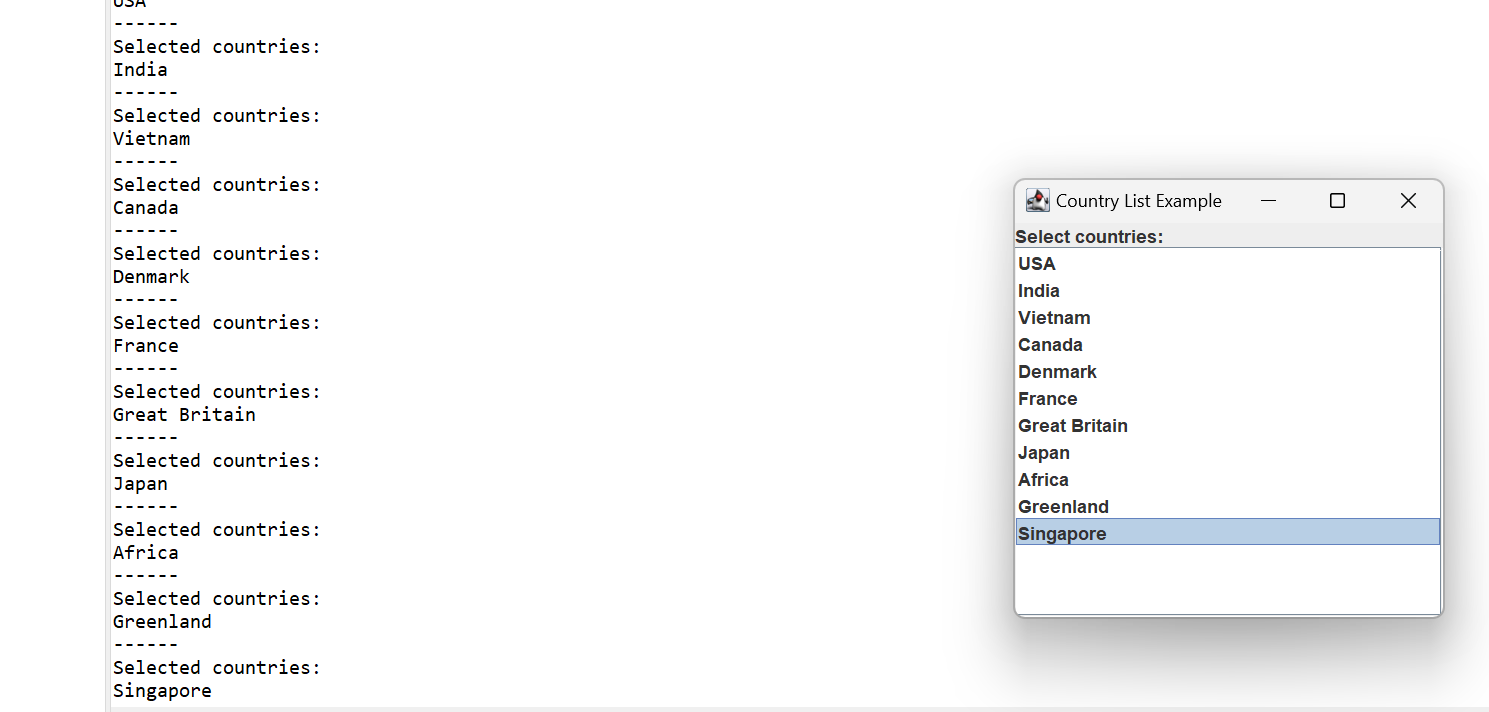 USA
------
Selected countries:
India
------
Selected countries:
Vietnam
------
Selected countries:
Canada
------
Selected countries:
Denmark
------
Selected countries:
France
------
Selected countries:
Great Britain
------
Selected countries:
Japan
------
Selected countries:
Africa
------
Selected countries:
Greenland
------
Selected countries:
Singapore
Country List Example
Select countries:
USA
India
Vietnam
Canada
Denmark
France
Great Britain
Japan
Africa
Greenland
Singapore